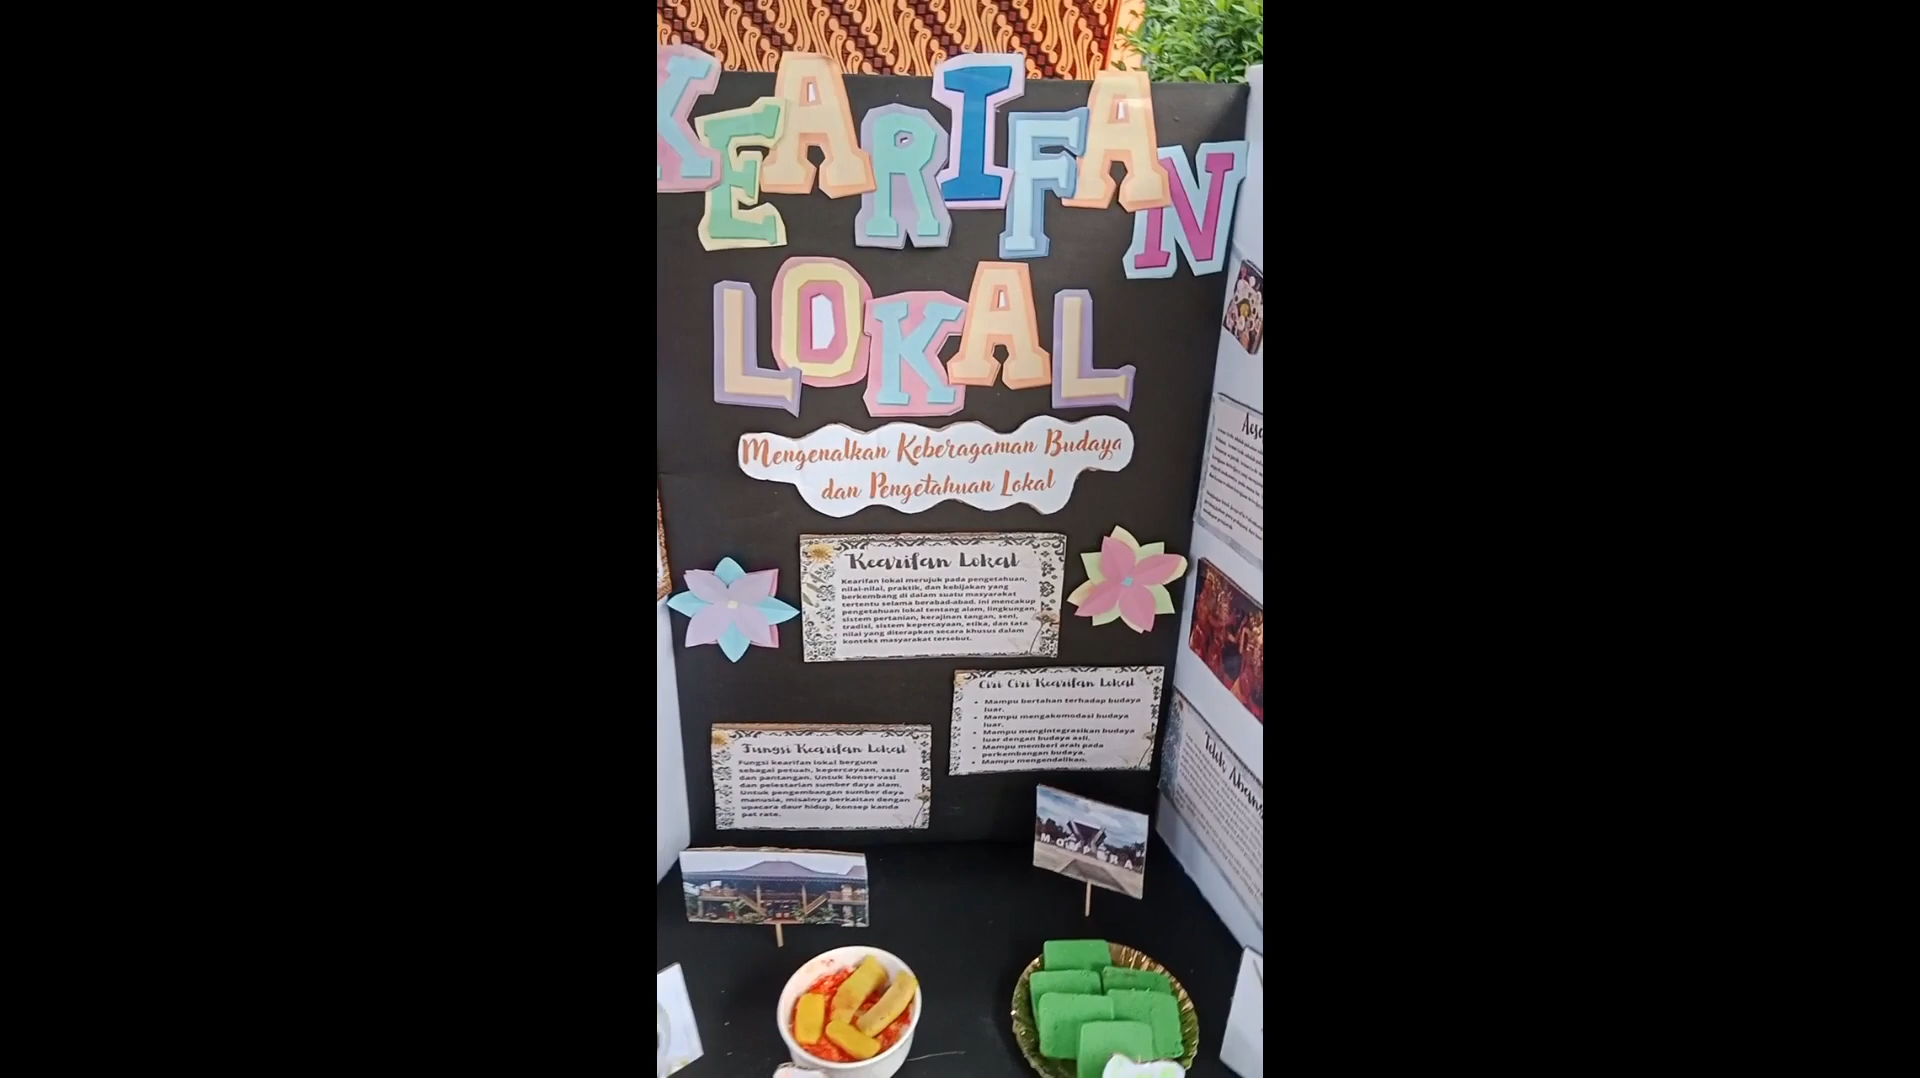 KEARIFAN
LOKAL
Mengenalkan Keberagaman Budaya
dan Pengetahuan Lokal
Kearifan Lokal
Kearifan lokal merujuk pada pengetahuan,
nilai-nilai, praktik, dan kebijakan yang
berkembang di dalam suatu masyarakat
tertentu selama berabad-abad. Ini mencakup
pengetahuan lokal tentang alam, lingkungan,
sistem pertanian, kerajinan tangan, seni,
tradisi, sistem kepercayaan, etika, dan tata
nilai yang diterapkan secara khusus dalam
konteks masyarakat tersebut.
Ciri Ciri Kearifan Lokal
• Mampu bertahan terhadap budaya
luar.
• Mampu mengakomodasi budaya
luar.
• Mampu mengintegrasikan budaya
luar dengan budaya asli.
• Mampu memberi arah pada
perkembangan budaya.
• Mampu mengendalikan.
Fungsi Kearifan Lokal
Fungsi kearifan lokal berguna
sebagai petuah, kepercayaan, sastra
dan pantangan. Untuk konservasi
dan pelestarian sumber daya alam.
Untuk pengembangan sumber daya
manusia, misalnya berkaitan dengan
upacara daur hidup, konsep kanda
pat rate.
MONPERA